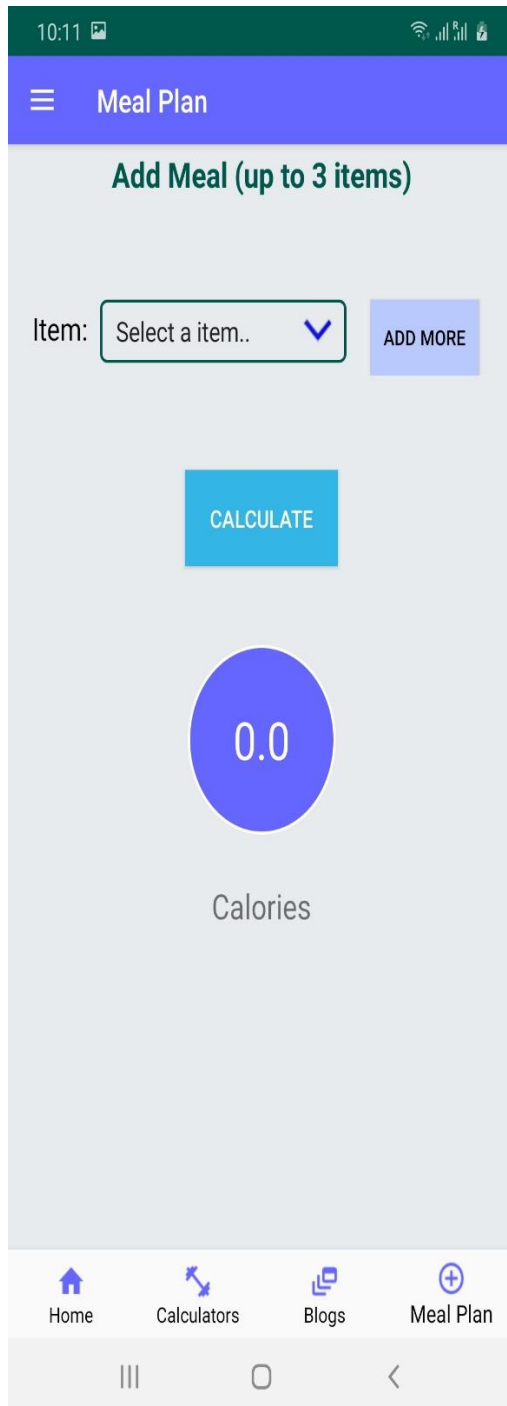 10:11
Meal Plan
Add Meal (up to 3 items)
Item: Select a item.. ADD MORE
CALCULATE
0.0
Calories
Home Calculators Blogs Meal Plan